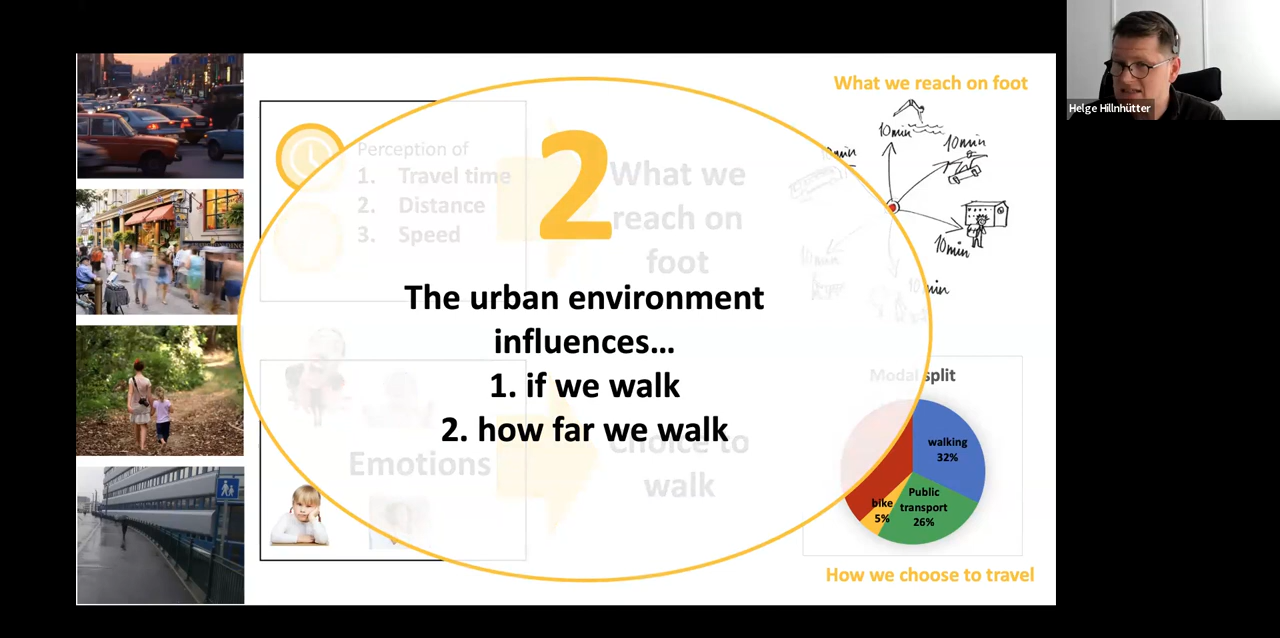 What we reach on foot
Helge Hillnhütter
2
Perception of
1. Travel time
2. Distance
3. Speed
What we
reach on
foot
10min
10min
10min
The urban environment
influences...
1. if we walk
2. how far we walk
Emotions
choice to
walk
Modal split
walking
32%
Public
transport
26%
bike
5%
How we choose to travel